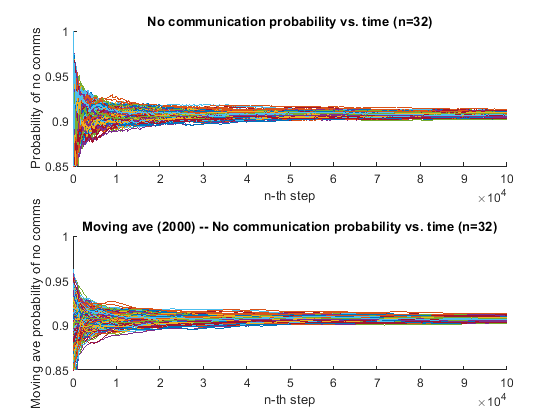 No communication probability vs. time (n=32)
Probability of no comms
1
0.95
0.9
0.85
0 1 2 3 4 5 6 7 8 9 10
n-th step
×10^4
Moving ave (2000) -- No communication probability vs. time (n=32)
Moving ave probability of no comms
1
0.95
0.9
0.85
0 1 2 3 4 5 6 7 8 9 10
n-th step
×10^4